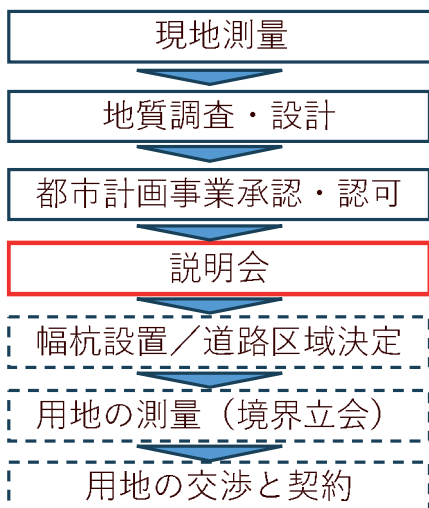 現地測量
地質調査・設計
都市計画事業承認・認可
説明会
幅杭設置／道路区域決定
用地の測量（境界立会）
用地の交渉と契約